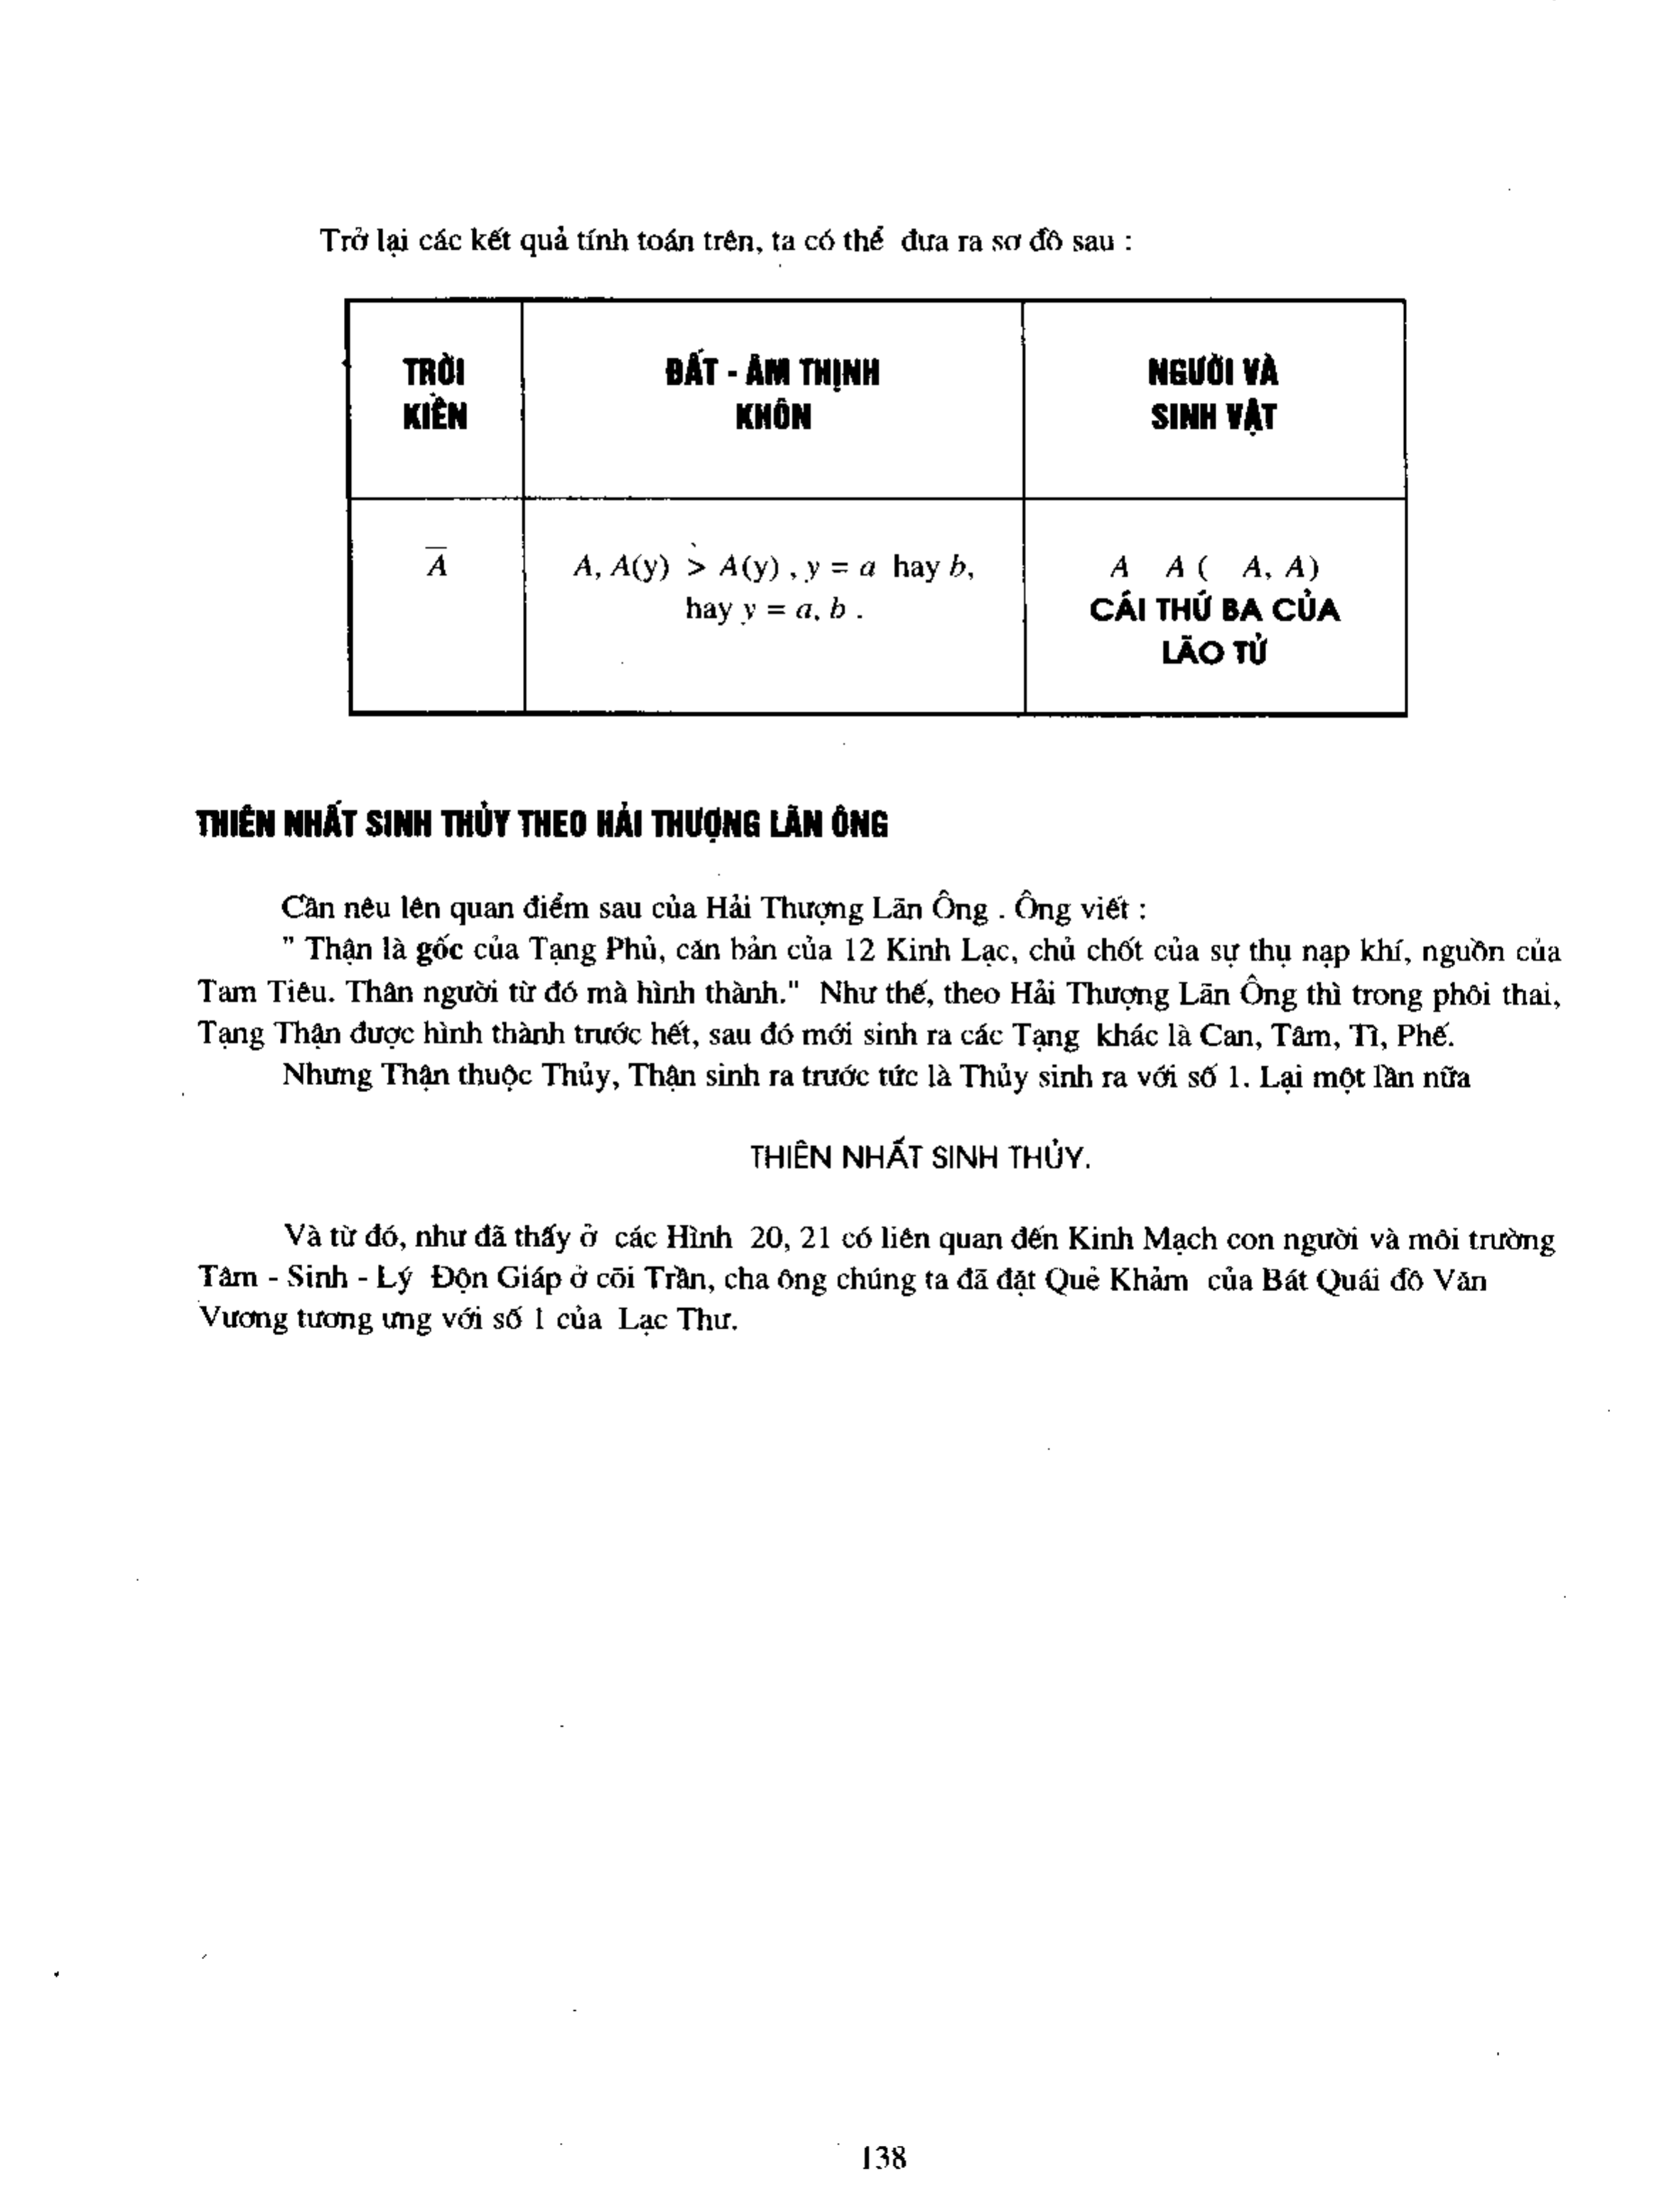 Trở lại các kết quả tính toán trên, ta có thể đưa ra sơ đồ sau :
TRỜI
KIỀN
ĐẤT - ÂM THỊNH
KHÔN
NGƯỜI VÀ
SINH VẬT
A̅
A, A(y) > A(y) , y = a hay b,
hay y = a, b .
A A ( A, A)
CÁI THỨ BA CỦA
LÃO TỬ
THIÊN NHẤT SINH THỦY THEO HẢI THƯỢNG LÃN ÔNG
Cần nêu lên quan điểm sau của Hải Thượng Lãn Ông . Ông viết :
" Thận là gốc của Tạng Phủ, căn bản của 12 Kinh Lạc, chủ chốt của sự thụ nạp khí, nguồn của
Tam Tiêu. Thân người từ đó mà hình thành." Như thế, theo Hải Thượng Lãn Ông thì trong phôi thai,
Tạng Thận được hình thành trước hết, sau đó mới sinh ra các Tạng khác là Can, Tâm, Tì, Phế.
Nhưng Thận thuộc Thủy, Thận sinh ra trước tức là Thủy sinh ra với số 1. Lại một lần nữa
THIÊN NHẤT SINH THỦY.
Và từ đó, như đã thấy ở các Hình 20, 21 có liên quan đến Kinh Mạch con người và môi trường
Tâm - Sinh - Lý Độn Giáp ở cõi Trần, cha ông chúng ta đã đặt Quẻ Khảm của Bát Quái đồ Văn
Vương tương ưng với số 1 của Lạc Thư.
138